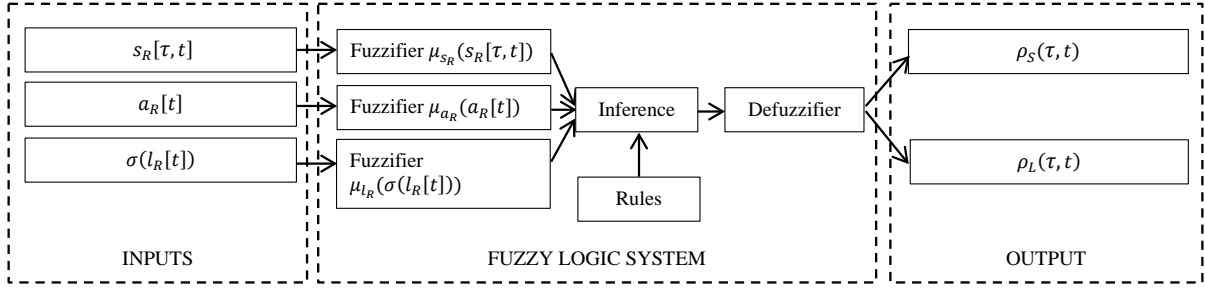 s_R[τ,t]
a_R[t]
σ(l_R[t])
INPUTS
Fuzzifier μ_{s_R}(s_R[τ,t])
Fuzzifier μ_{a_R}(a_R[t])
Fuzzifier
μ_{l_R}(σ(l_R[t]))
Inference
Rules
Defuzzifier
FUZZY LOGIC SYSTEM
ρ_S(τ,t)
ρ_L(τ,t)
OUTPUT